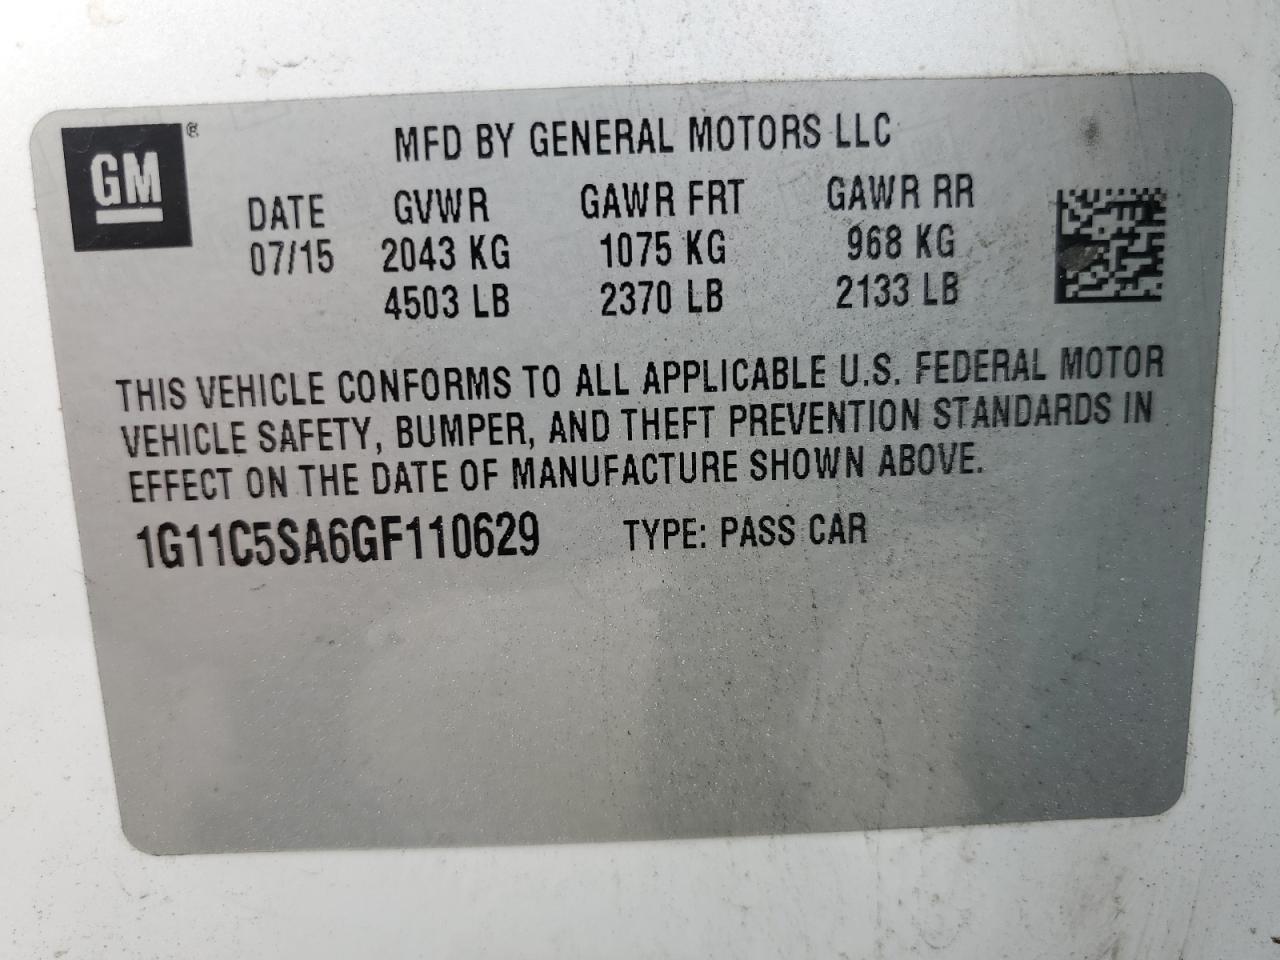 GM ®
MFD BY GENERAL MOTORS LLC
DATE GVWR GAWR FRT GAWR RR
07/15 2043 KG 1075 KG 968 KG
4503 LB 2370 LB 2133 LB
THIS VEHICLE CONFORMS TO ALL APPLICABLE U.S. FEDERAL MOTOR
VEHICLE SAFETY, BUMPER, AND THEFT PREVENTION STANDARDS IN
EFFECT ON THE DATE OF MANUFACTURE SHOWN ABOVE.
1G11C5SA6GF110629 TYPE: PASS CAR